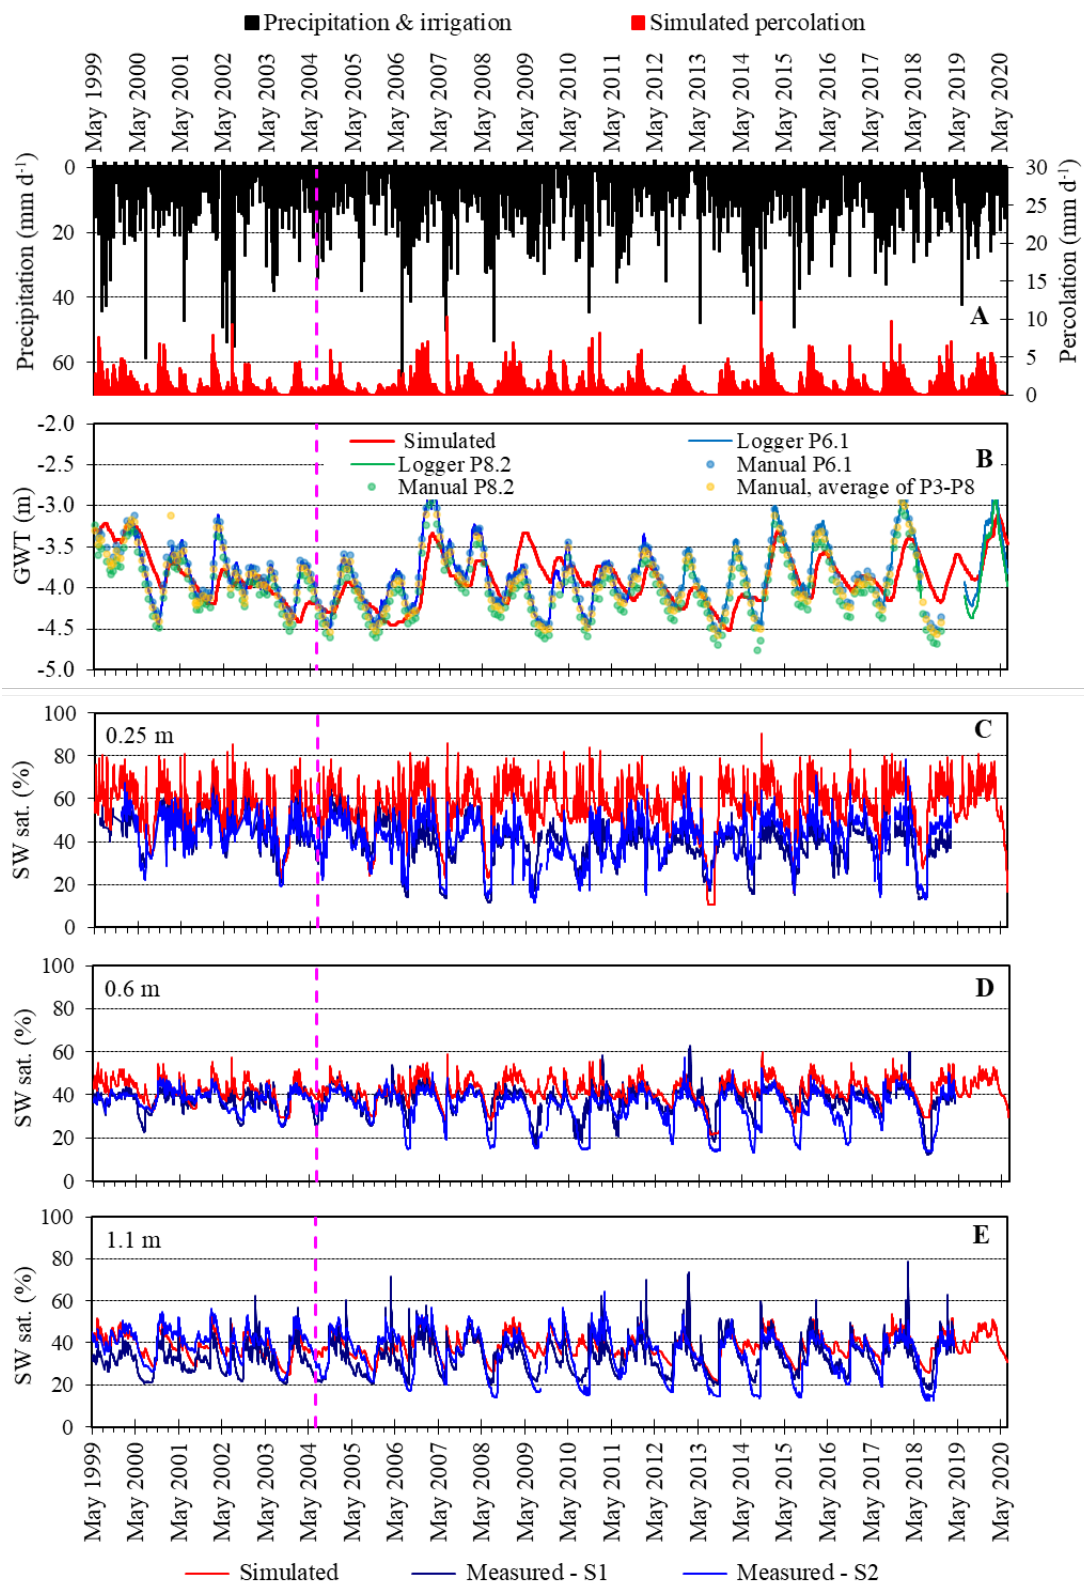 Precipitation & irrigation Simulated percolation
May 1999 May 2000 May 2001 May 2002 May 2003 May 2004 May 2005 May 2006 May 2007 May 2008 May 2009 May 2010 May 2011 May 2012 May 2013 May 2014 May 2015 May 2016 May 2017 May 2018 May 2019 May 2020
Precipitation (mm d-1)
0
20
40
60
A
30
25
20
15
10
5
0
Percolation (mm d-1)
GWT (m)
-2.0
-2.5
-3.0
-3.5
-4.0
-4.5
-5.0
Simulated Logger P6.1
Logger P8.2 Manual P6.1
Manual P8.2 Manual, average of P3-P8
B
SW sat. (%)
100
80
60
40
20
0
0.25 m
C
SW sat. (%)
100
80
60
40
20
0
0.6 m
D
SW sat. (%)
100
80
60
40
20
0
1.1 m
E
May 1999 May 2000 May 2001 May 2002 May 2003 May 2004 May 2005 May 2006 May 2007 May 2008 May 2009 May 2010 May 2011 May 2012 May 2013 May 2014 May 2015 May 2016 May 2017 May 2018 May 2019 May 2020
Simulated Measured - S1 Measured - S2